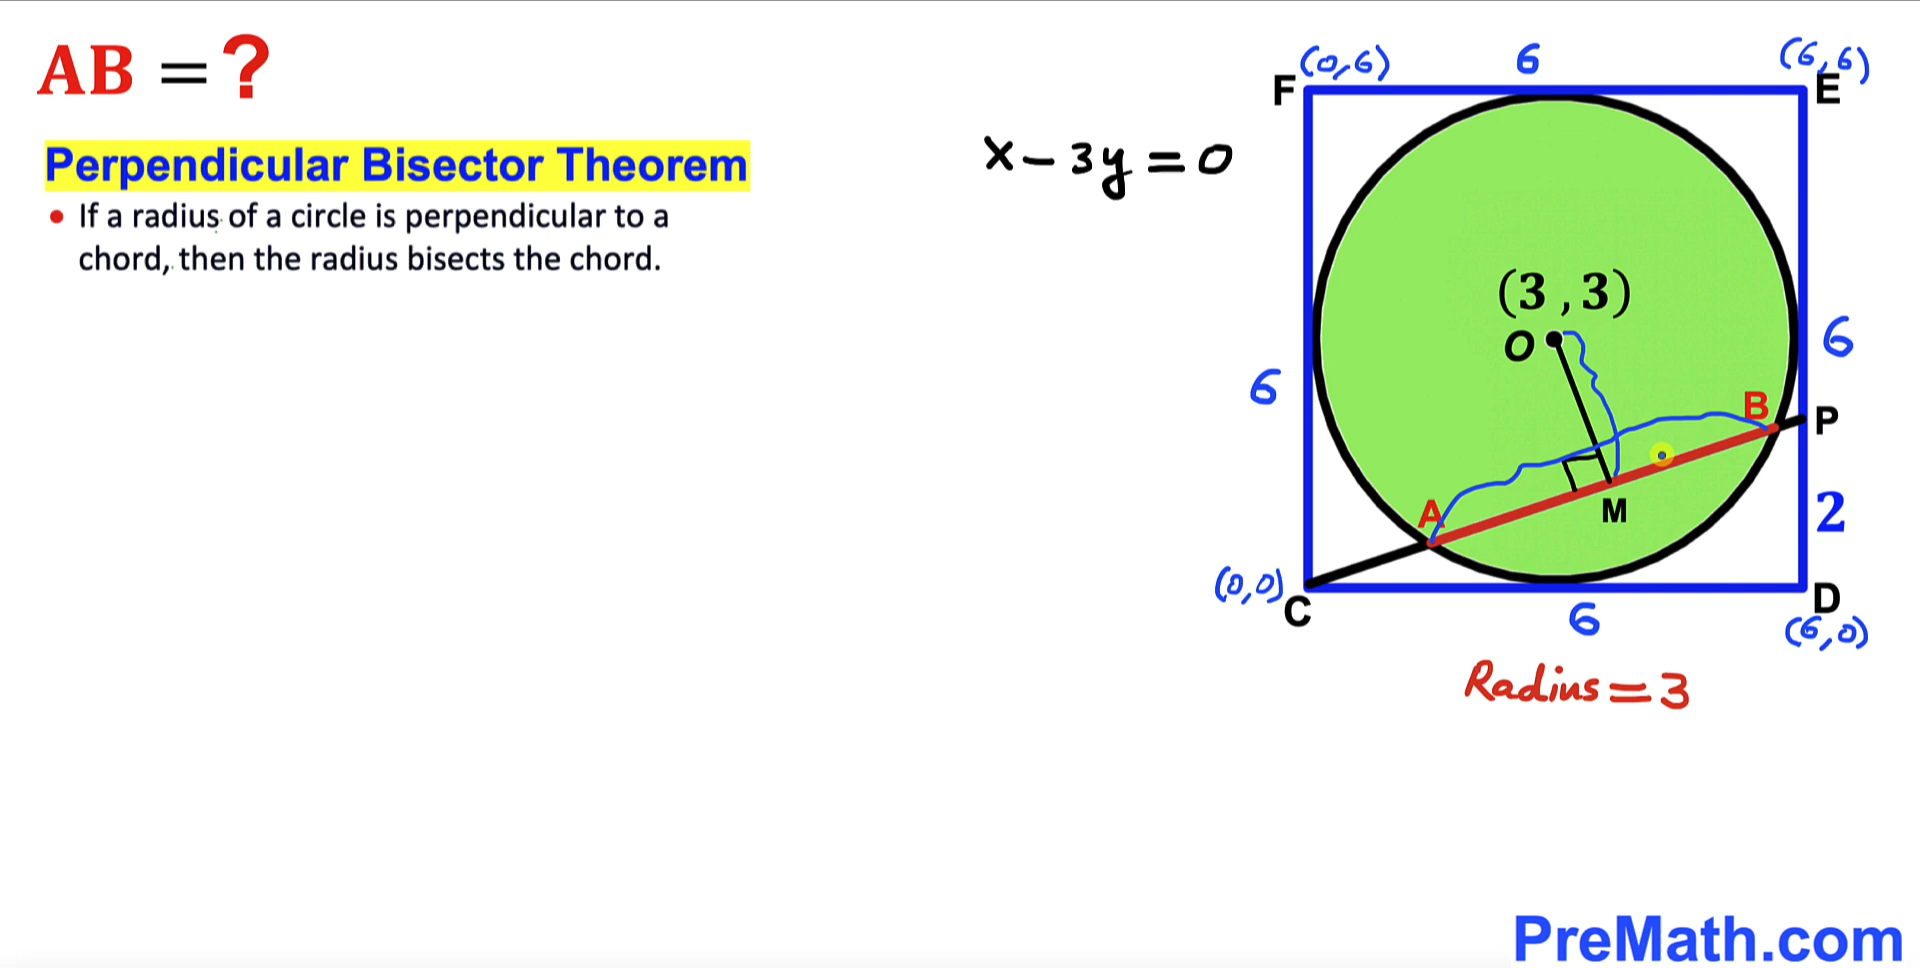 AB = ?
Perpendicular Bisector Theorem
• If a radius of a circle is perpendicular to a
chord, then the radius bisects the chord.
x - 3y = 0
(0,6)
6
(6,6)
F
E
(3 , 3)
O
6
6
B
P
A
M
2
(0,0)
C
6
D
(6,0)
Radius = 3
PreMath.com